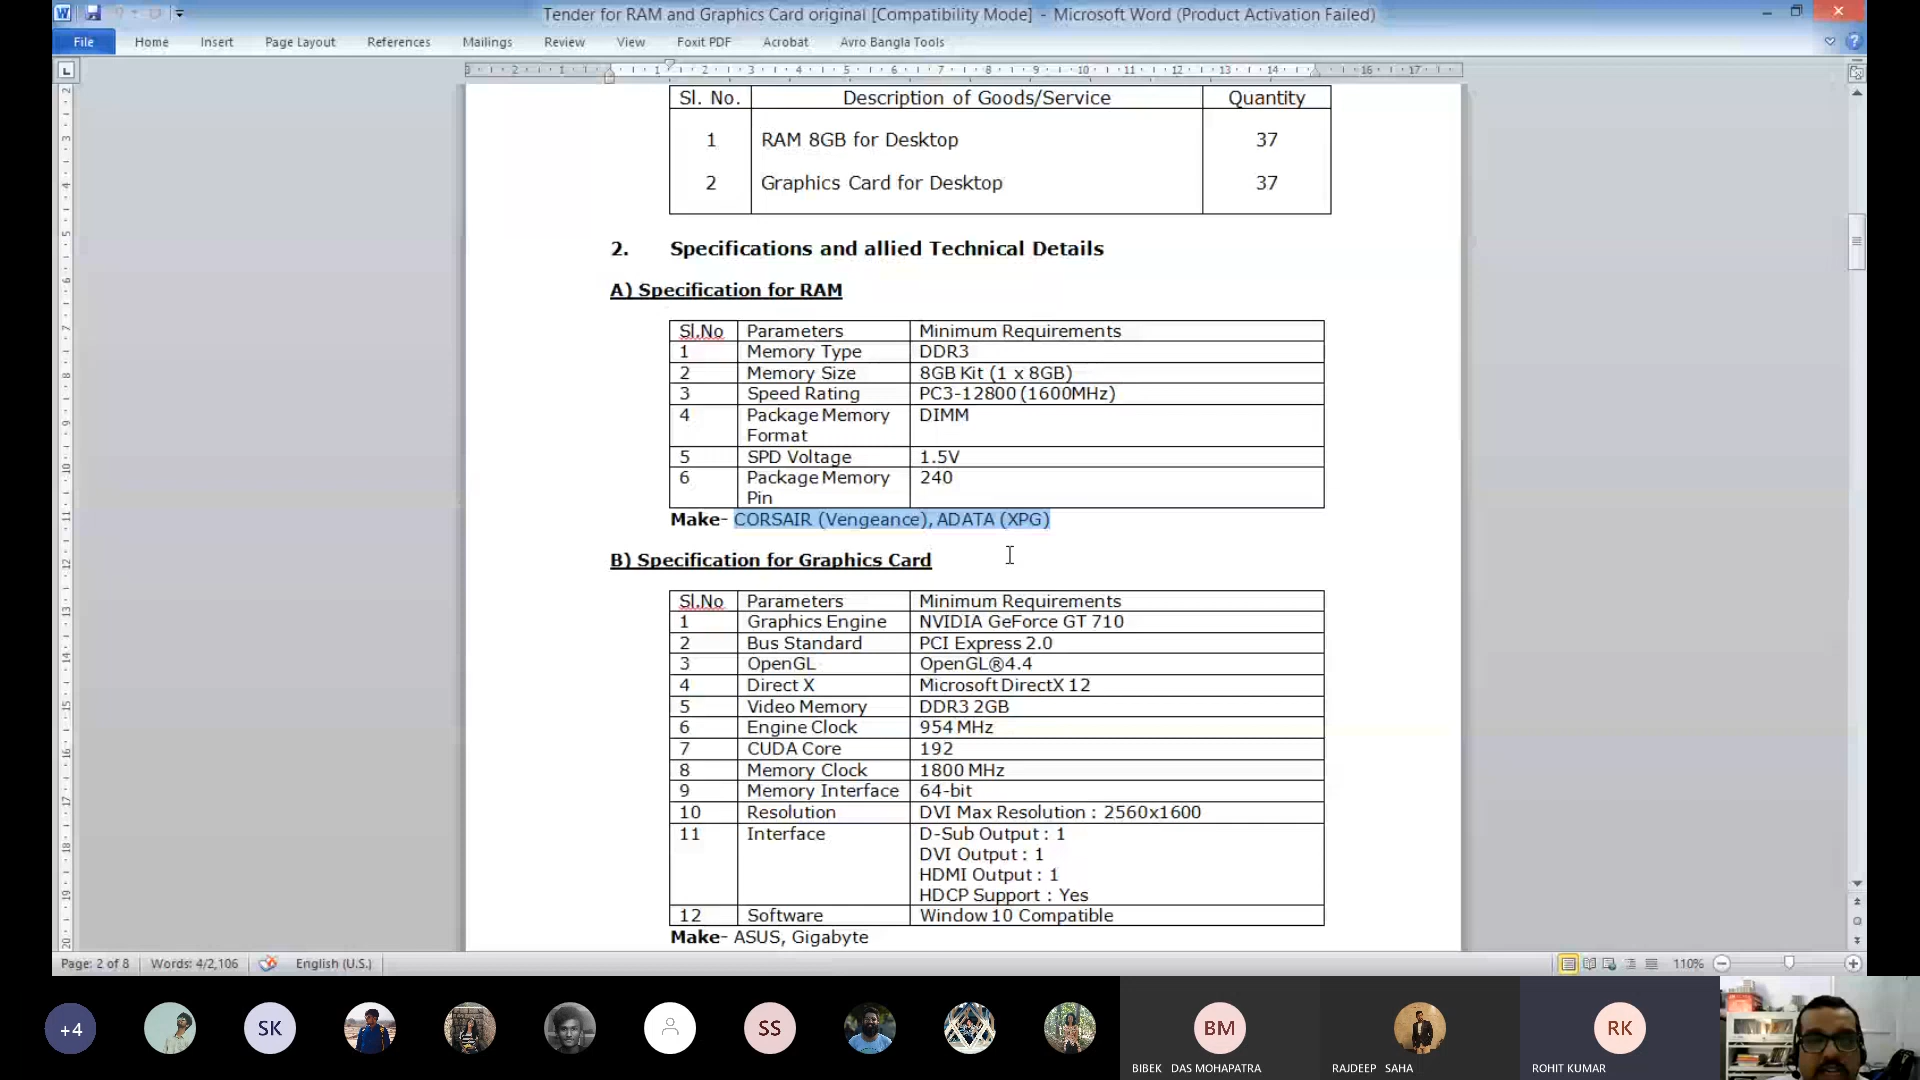 Tender for RAM and Graphics Card original [Compatibility Mode] - Microsoft Word (Product Activation Failed)
File Home Insert Page Layout References Mailings Review View Foxit PDF Acrobat Avro Bangla Tools
Sl. No. Description of Goods/Service Quantity
1 RAM 8GB for Desktop 37
2 Graphics Card for Desktop 37
2. Specifications and allied Technical Details
A) Specification for RAM
Sl.No Parameters Minimum Requirements
1 Memory Type DDR3
2 Memory Size 8GB Kit (1 x 8GB)
3 Speed Rating PC3-12800 (1600MHz)
4 Package Memory DIMM
Format
5 SPD Voltage 1.5V
6 Package Memory 240
Pin
Make- CORSAIR (Vengeance), ADATA (XPG)
B) Specification for Graphics Card
Sl.No Parameters Minimum Requirements
1 Graphics Engine NVIDIA GeForce GT 710
2 Bus Standard PCI Express 2.0
3 OpenGL OpenGL®4.4
4 Direct X Microsoft DirectX 12
5 Video Memory DDR3 2GB
6 Engine Clock 954 MHz
7 CUDA Core 192
8 Memory Clock 1800 MHz
9 Memory Interface 64-bit
10 Resolution DVI Max Resolution : 2560x1600
11 Interface D-Sub Output : 1
DVI Output : 1
HDMI Output : 1
HDCP Support : Yes
12 Software Window 10 Compatible
Make- ASUS, Gigabyte
Page: 2 of 8 Words: 4/2,106 English (U.S.) 110%
+4 SK SS BM RK
BIBEK DAS MOHAPATRA RAJDEEP SAHA ROHIT KUMAR